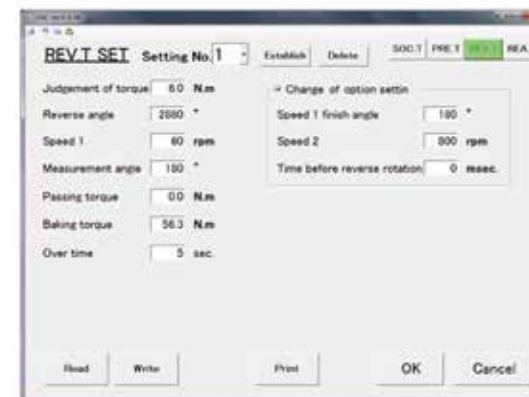 REV.T SET Setting No. 1 Establish Delete SOC.T PRE.T REV.T REA
Judgement of torque 6.0 N.m
Change of option settin
Reverse angle 2880 °
Speed 1 finish angle 180 °
Speed 1 60 rpm
Speed 2 800 rpm
Measurement angle 180 °
Time before reverse rotation 0 msec.
Passing torque 0.0 N.m
Baking torque 56.3 N.m
Over time 5 sec.
Read Write Print OK Cancel